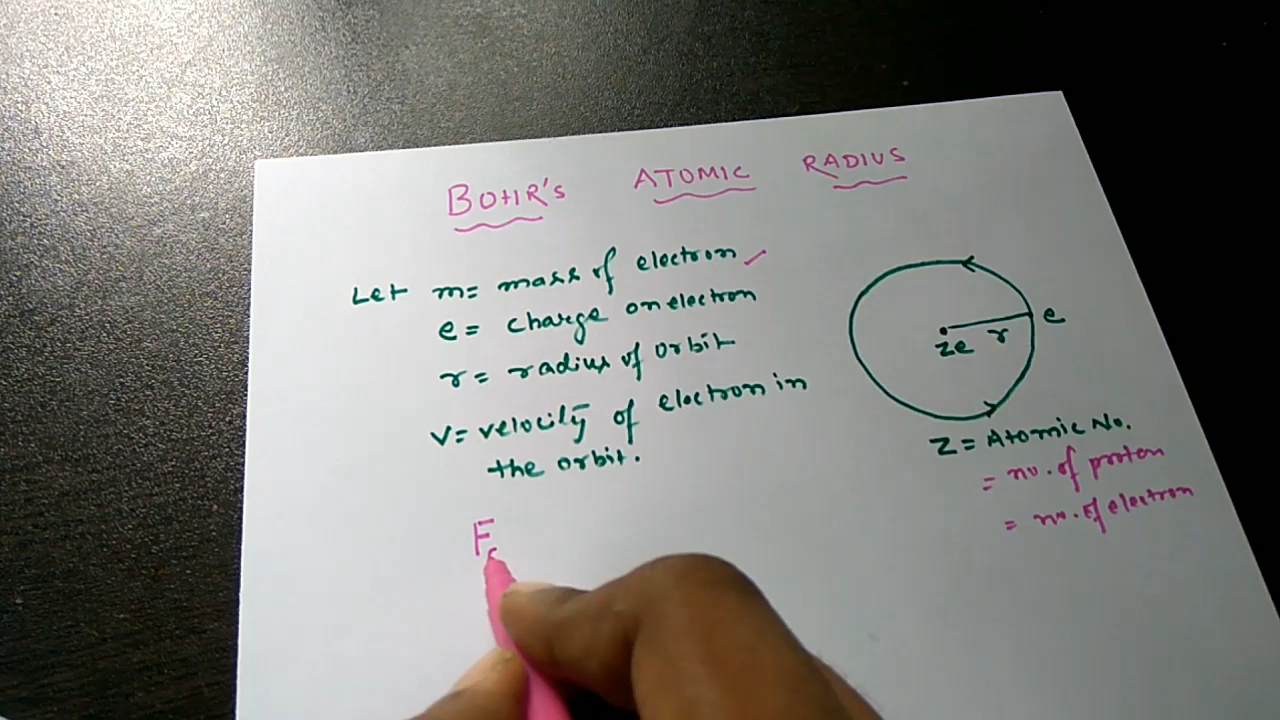 BOHR's ATOMIC RADIUS
Let m= mass of electron
e= charge on electron
r= radius of orbit
v= velocity of electron in
the orbit.
e
ze r
Z= Atomic No.
= no. of proton
= no. of electron
F